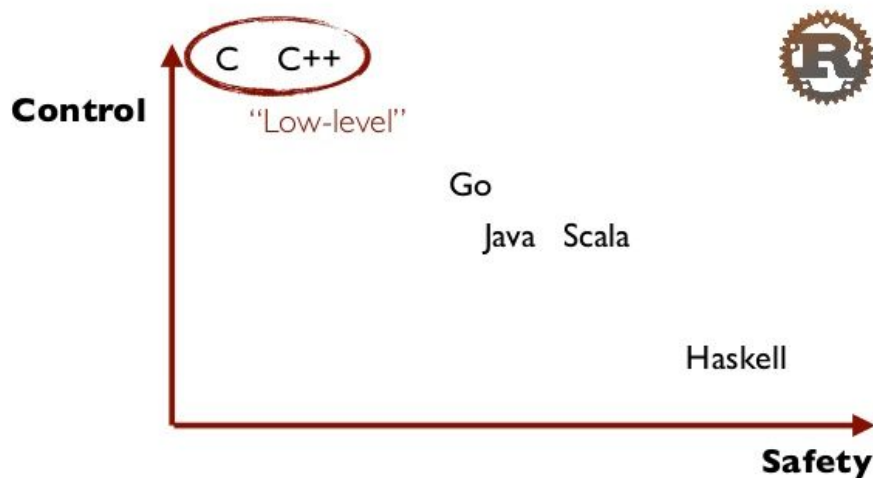 C C++
R
Control
“Low-level”
Go
Java Scala
Haskell
Safety